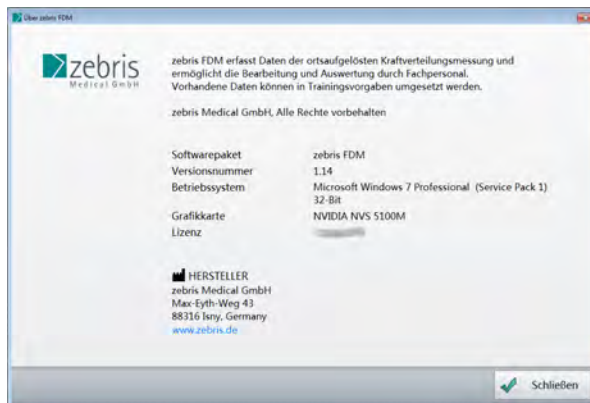 Über zebris FDM
zebris
Medical GmbH
zebris FDM erfasst Daten der ortsaufgelösten Kraftverteilungsmessung und
ermöglicht die Bearbeitung und Auswertung durch Fachpersonal.
Vorhandene Daten können in Trainingsvorgaben umgesetzt werden.
zebris Medical GmbH, Alle Rechte vorbehalten
Softwarepaket zebris FDM
Versionsnummer 1.14
Betriebssystem Microsoft Windows 7 Professional (Service Pack 1)
32-Bit
Grafikkarte NVIDIA NVS 5100M
Lizenz
HERSTELLER
zebris Medical GmbH
Max-Eyth-Weg 43
88316 Isny, Germany
www.zebris.de
Schließen